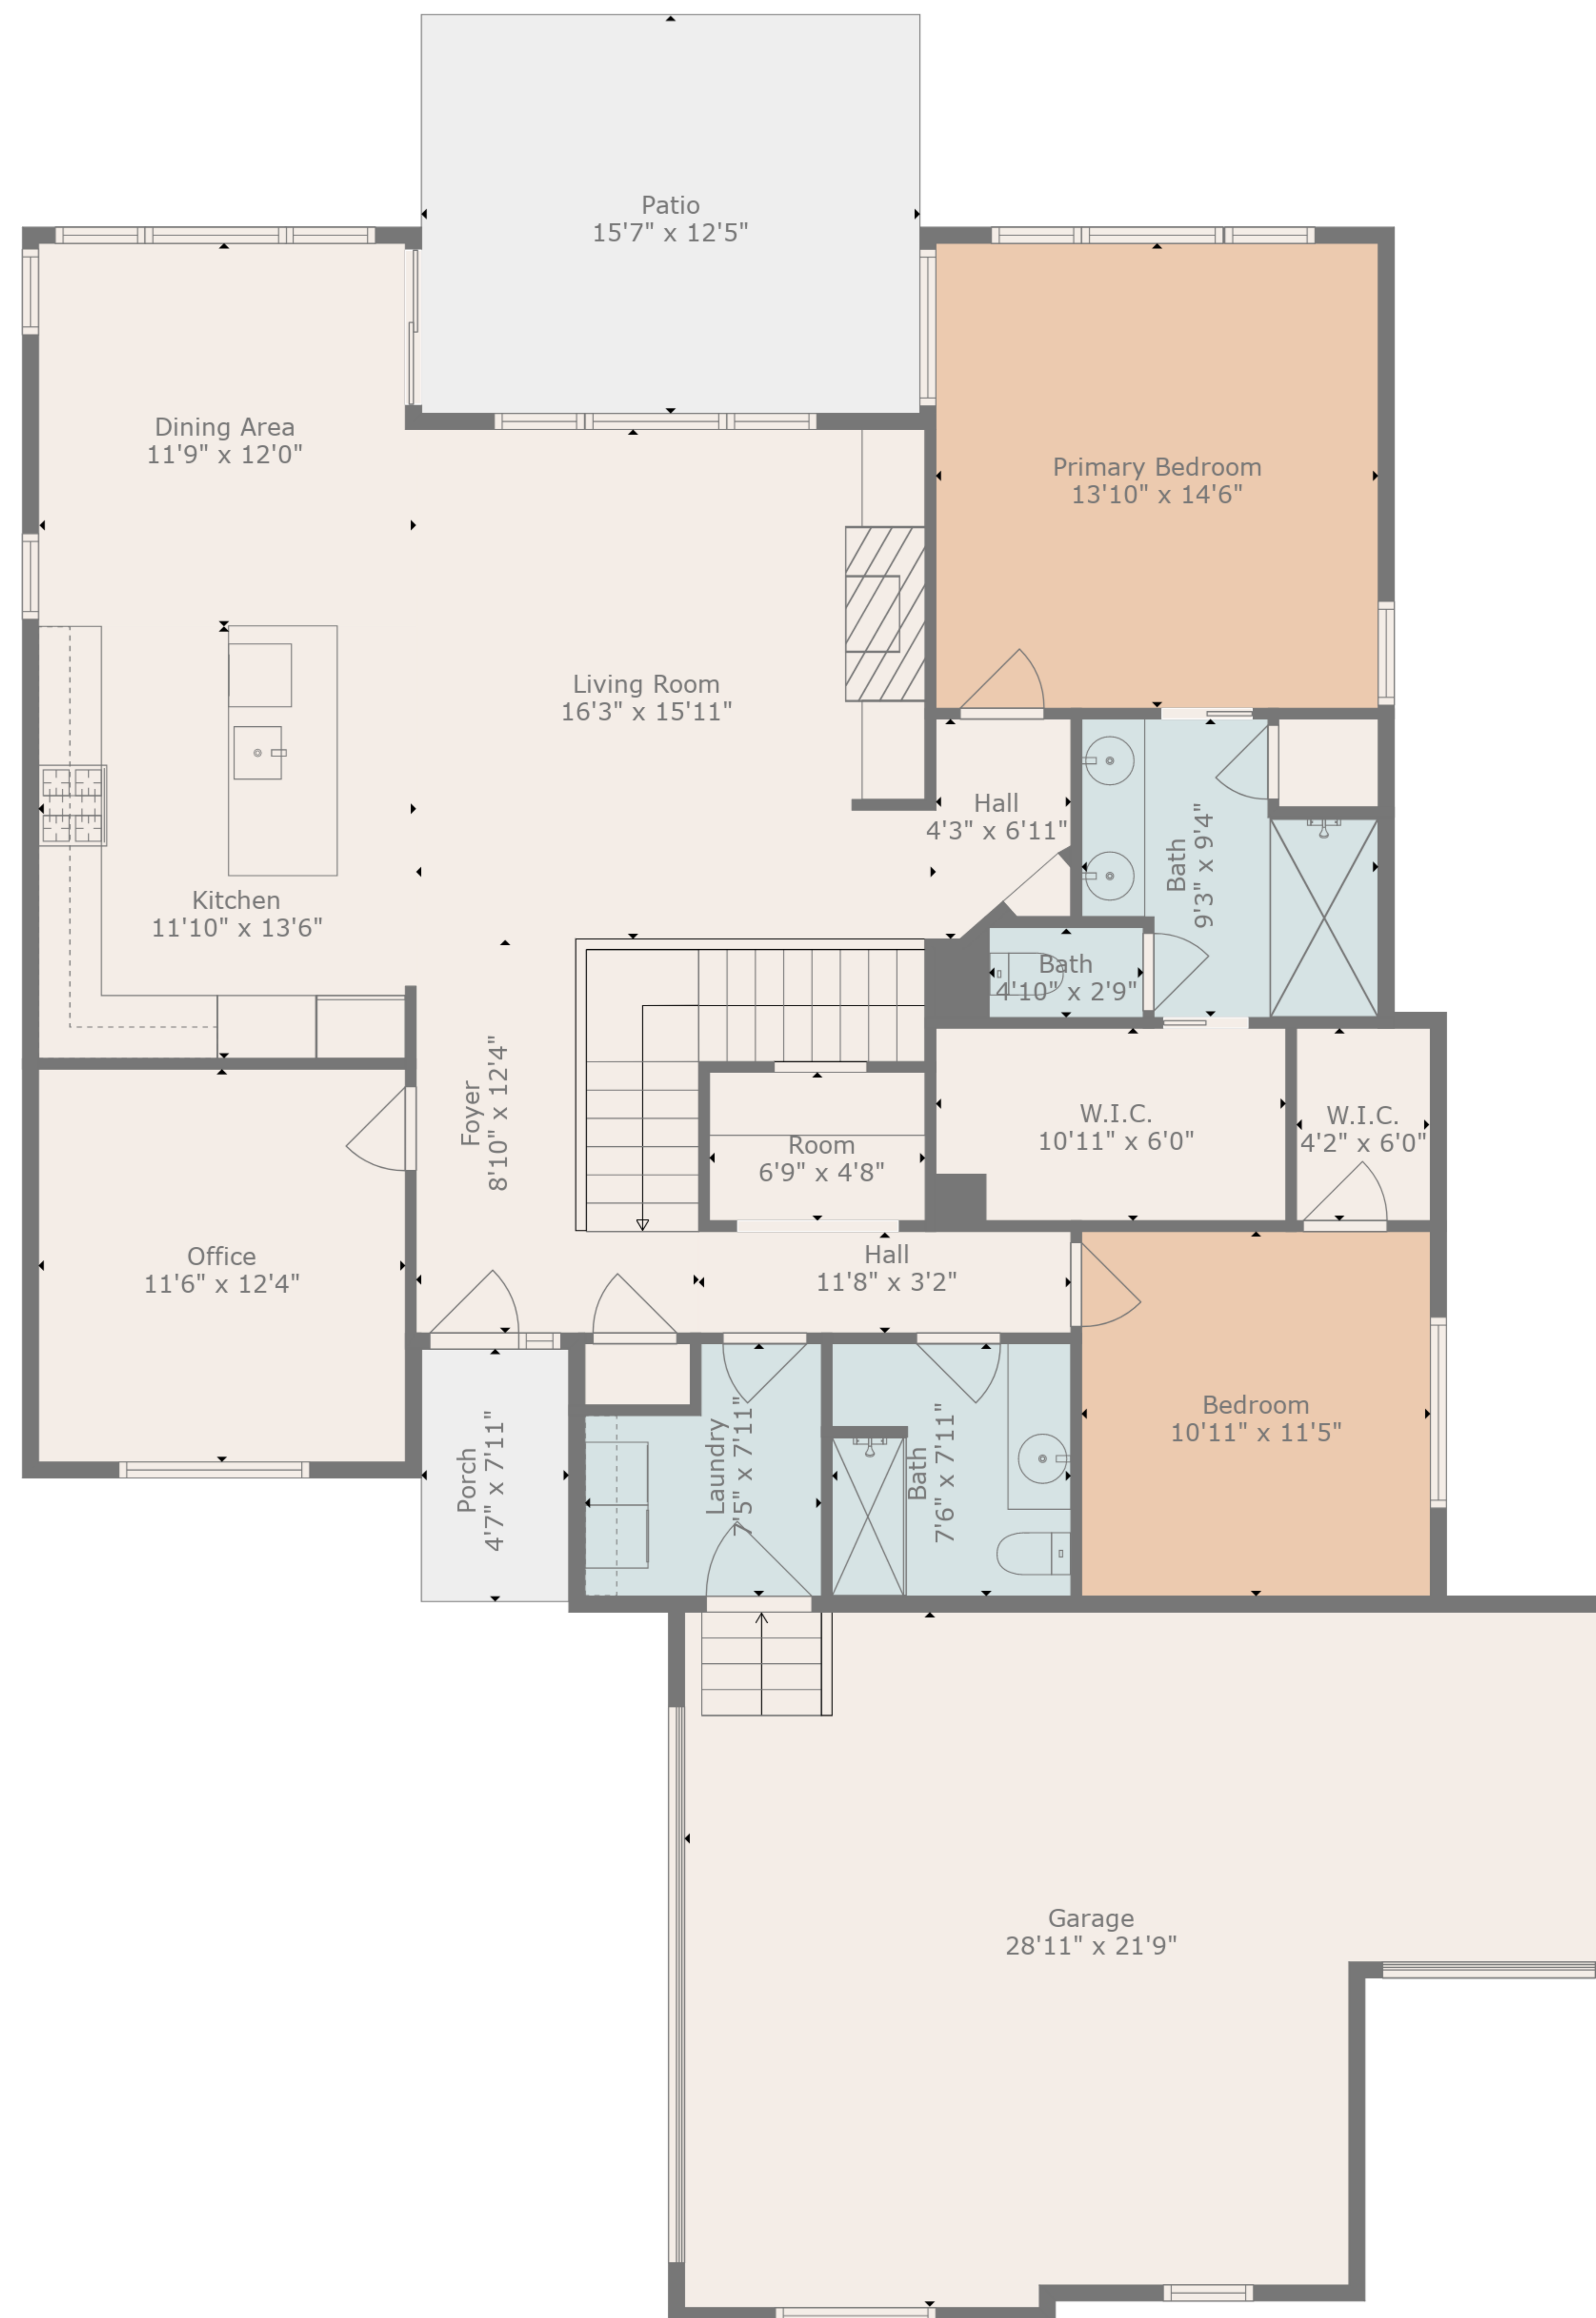 Patio
15'7" x 12'5"
Dining Area
11'9" x 12'0"
Primary Bedroom
13'10" x 14'6"
Living Room
16'3" x 15'11"
Hall
4'3" x 6'11"
Bath
9'3" x 9'4"
Kitchen
11'10" x 13'6"
Bath
4'10" x 2'9"
Foyer
8'10" x 12'4"
W.I.C.
10'11" x 6'0"
W.I.C.
4'2" x 6'0"
Room
6'9" x 4'8"
Office
11'6" x 12'4"
Hall
11'8" x 3'2"
Bedroom
10'11" x 11'5"
Porch
4'7" x 7'11"
Laundry
7'5" x 7'11"
Bath
7'6" x 7'11"
Garage
28'11" x 21'9"